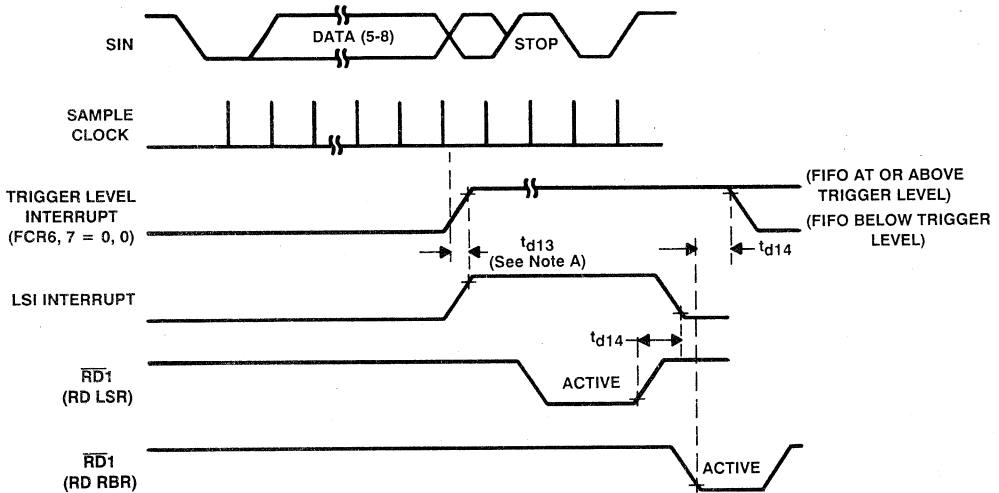 SIN
DATA (5-8)
STOP
SAMPLE
CLOCK
TRIGGER LEVEL
INTERRUPT
(FCR6, 7 = 0, 0)
(FIFO AT OR ABOVE
TRIGGER LEVEL)
(FIFO BELOW TRIGGER
LEVEL)
td13
(See Note A)
td14
LSI INTERRUPT
td14
RD1
(RD LSR)
ACTIVE
RD1
(RD RBR)
ACTIVE